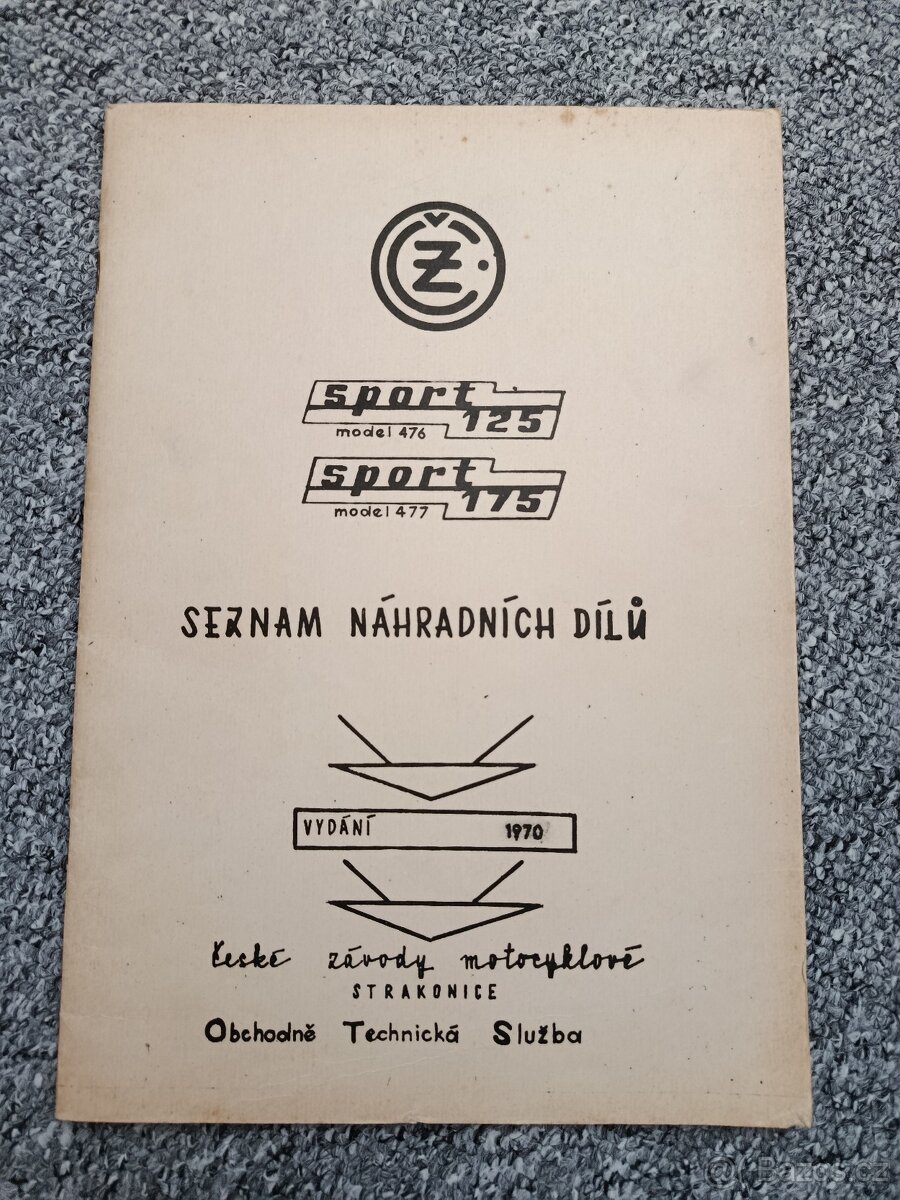 ČZ
sport 125
model 476
sport 175
model 477
SEZNAM NÁHRADNÍCH DÍLŮ
VYDÁNÍ 1970
české závody motocyklové
STRAKONICE
Obchodně Technická Služba
@ Bazos.cz